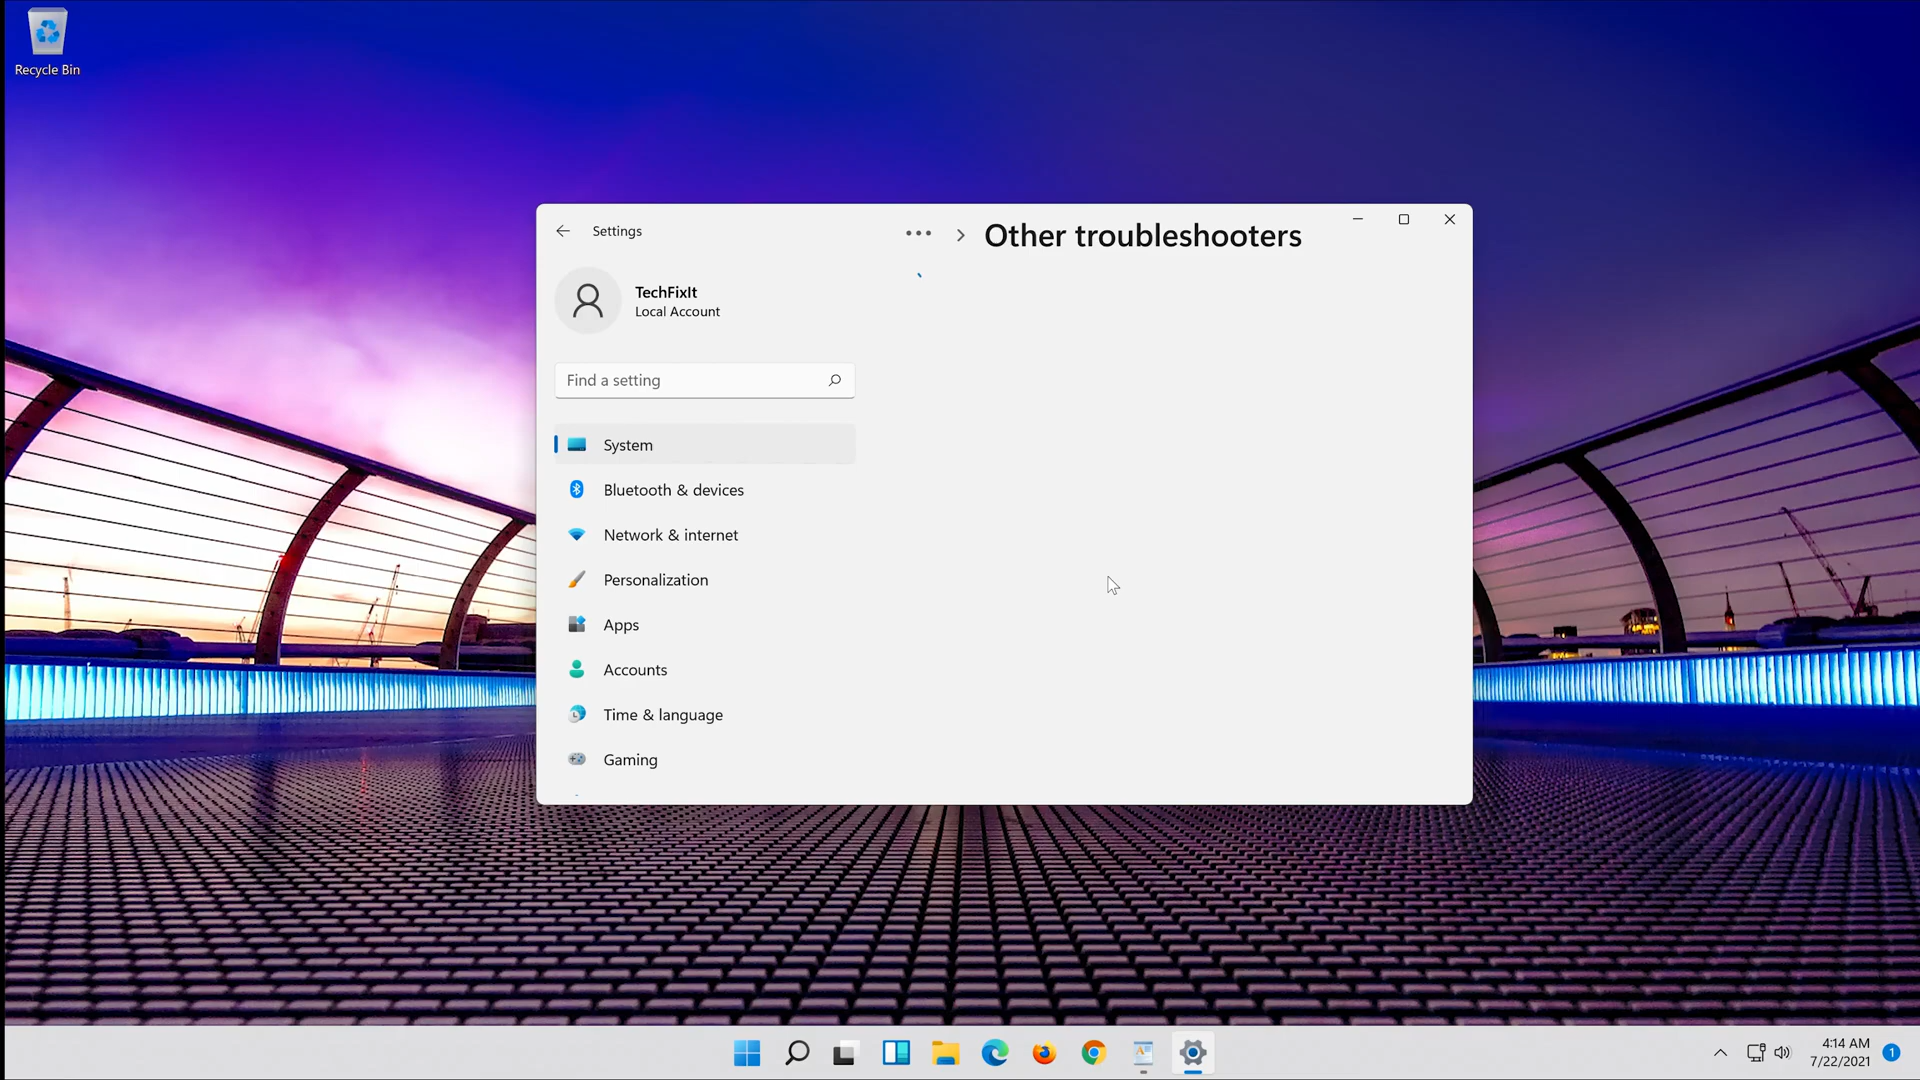 Recycle Bin
Settings
Other troubleshooters
TechFixIt
Local Account
Find a setting
System
Bluetooth & devices
Network & internet
Personalization
Apps
Accounts
Time & language
Gaming
4:14 AM
7/22/2021
1